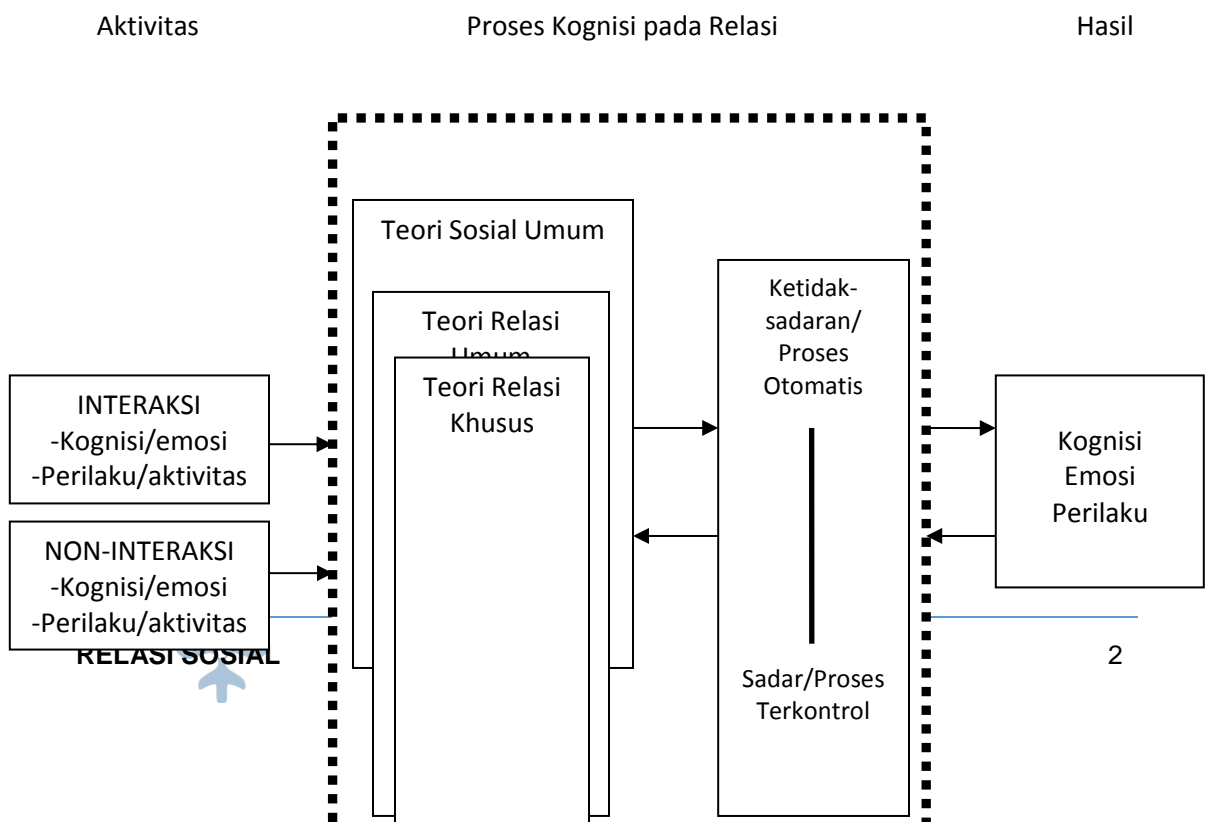 Aktivitas
Proses Kognisi pada Relasi
Hasil
Teori Sosial Umum
Teori Relasi
Umum
Teori Relasi
Khusus
Ketidak-
sadaran/
Proses
Otomatis
Sadar/Proses
Terkontrol
INTERAKSI
-Kognisi/emosi
-Perilaku/aktivitas
NON-INTERAKSI
-Kognisi/emosi
-Perilaku/aktivitas
Kognisi
Emosi
Perilaku
RELASI SOSIAL
2